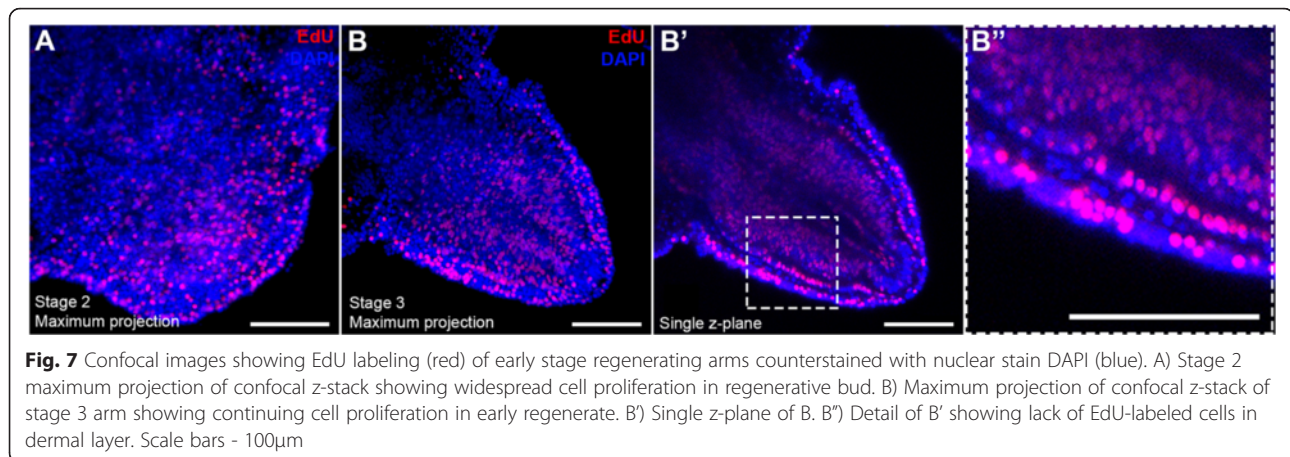 A
EdU
DAPI
Stage 2
Maximum projection
B
EdU
DAPI
Stage 3
Maximum projection
B’
Single z-plane
B”
Fig. 7 Confocal images showing EdU labeling (red) of early stage regenerating arms counterstained with nuclear stain DAPI (blue). A) Stage 2
maximum projection of confocal z-stack showing widespread cell proliferation in regenerative bud. B) Maximum projection of confocal z-stack of
stage 3 arm showing continuing cell proliferation in early regenerate. B’) Single z-plane of B. B”) Detail of B’ showing lack of EdU-labeled cells in
dermal layer. Scale bars - 100μm